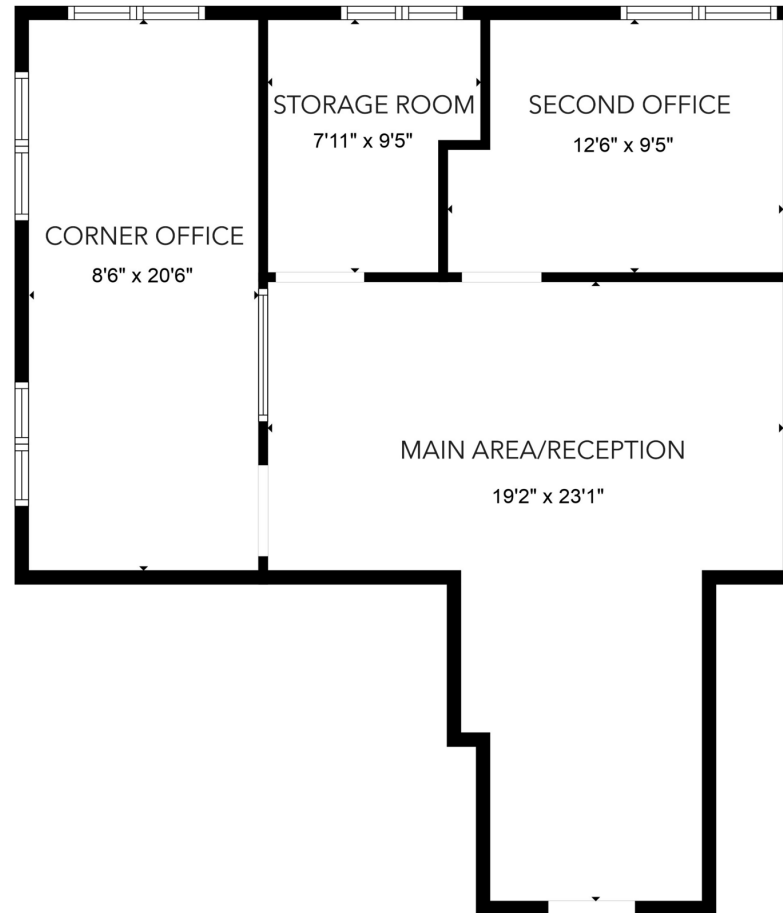 STORAGE ROOM
7'11" x 9'5"
SECOND OFFICE
12'6" x 9'5"
CORNER OFFICE
8'6" x 20'6"
MAIN AREA/RECEPTION
19'2" x 23'1"